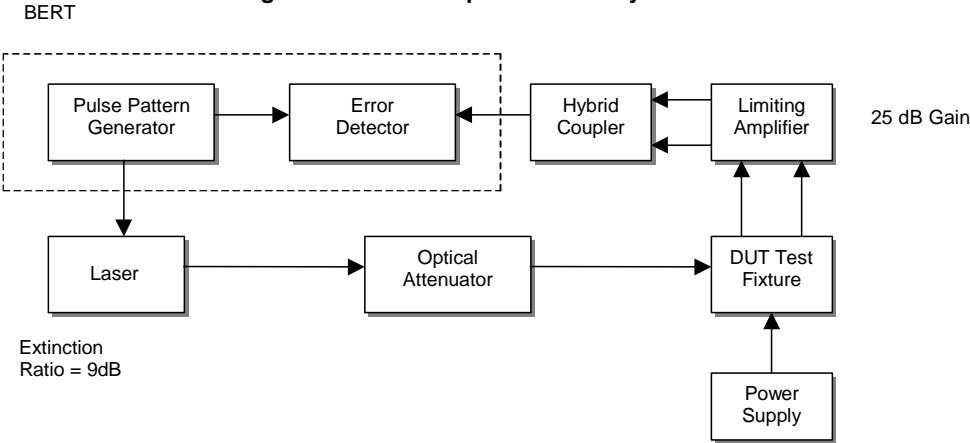 BERT
Pulse Pattern
Generator
Error
Detector
Hybrid
Coupler
Limiting
Amplifier
25 dB Gain
Laser
Optical
Attenuator
DUT Test
Fixture
Extinction
Ratio = 9dB
Power
Supply